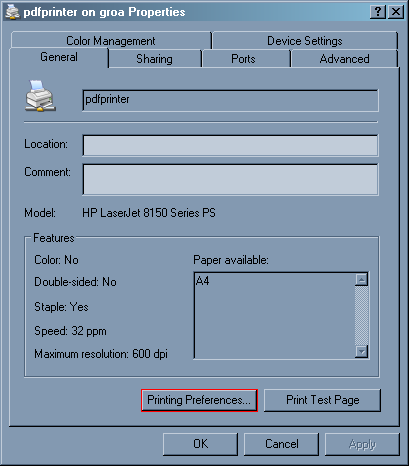 pdfprinter on groa Properties
Color Management
Device Settings
General
Sharing
Ports
Advanced
pdfprinter
Location:
Comment:
Model: HP LaserJet 8150 Series PS
Features
Color: No
Paper available:
Double-sided: No
A4
Staple: Yes
Speed: 32 ppm
Maximum resolution: 600 dpi
Printing Preferences...
Print Test Page
OK
Cancel
Apply